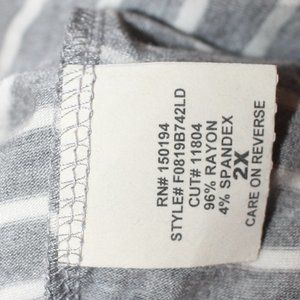 RN# 150194
STYLE# F0819B742LD
CUT# 11804
96% RAYON
4% SPANDEX
2X
CARE ON REVERSE